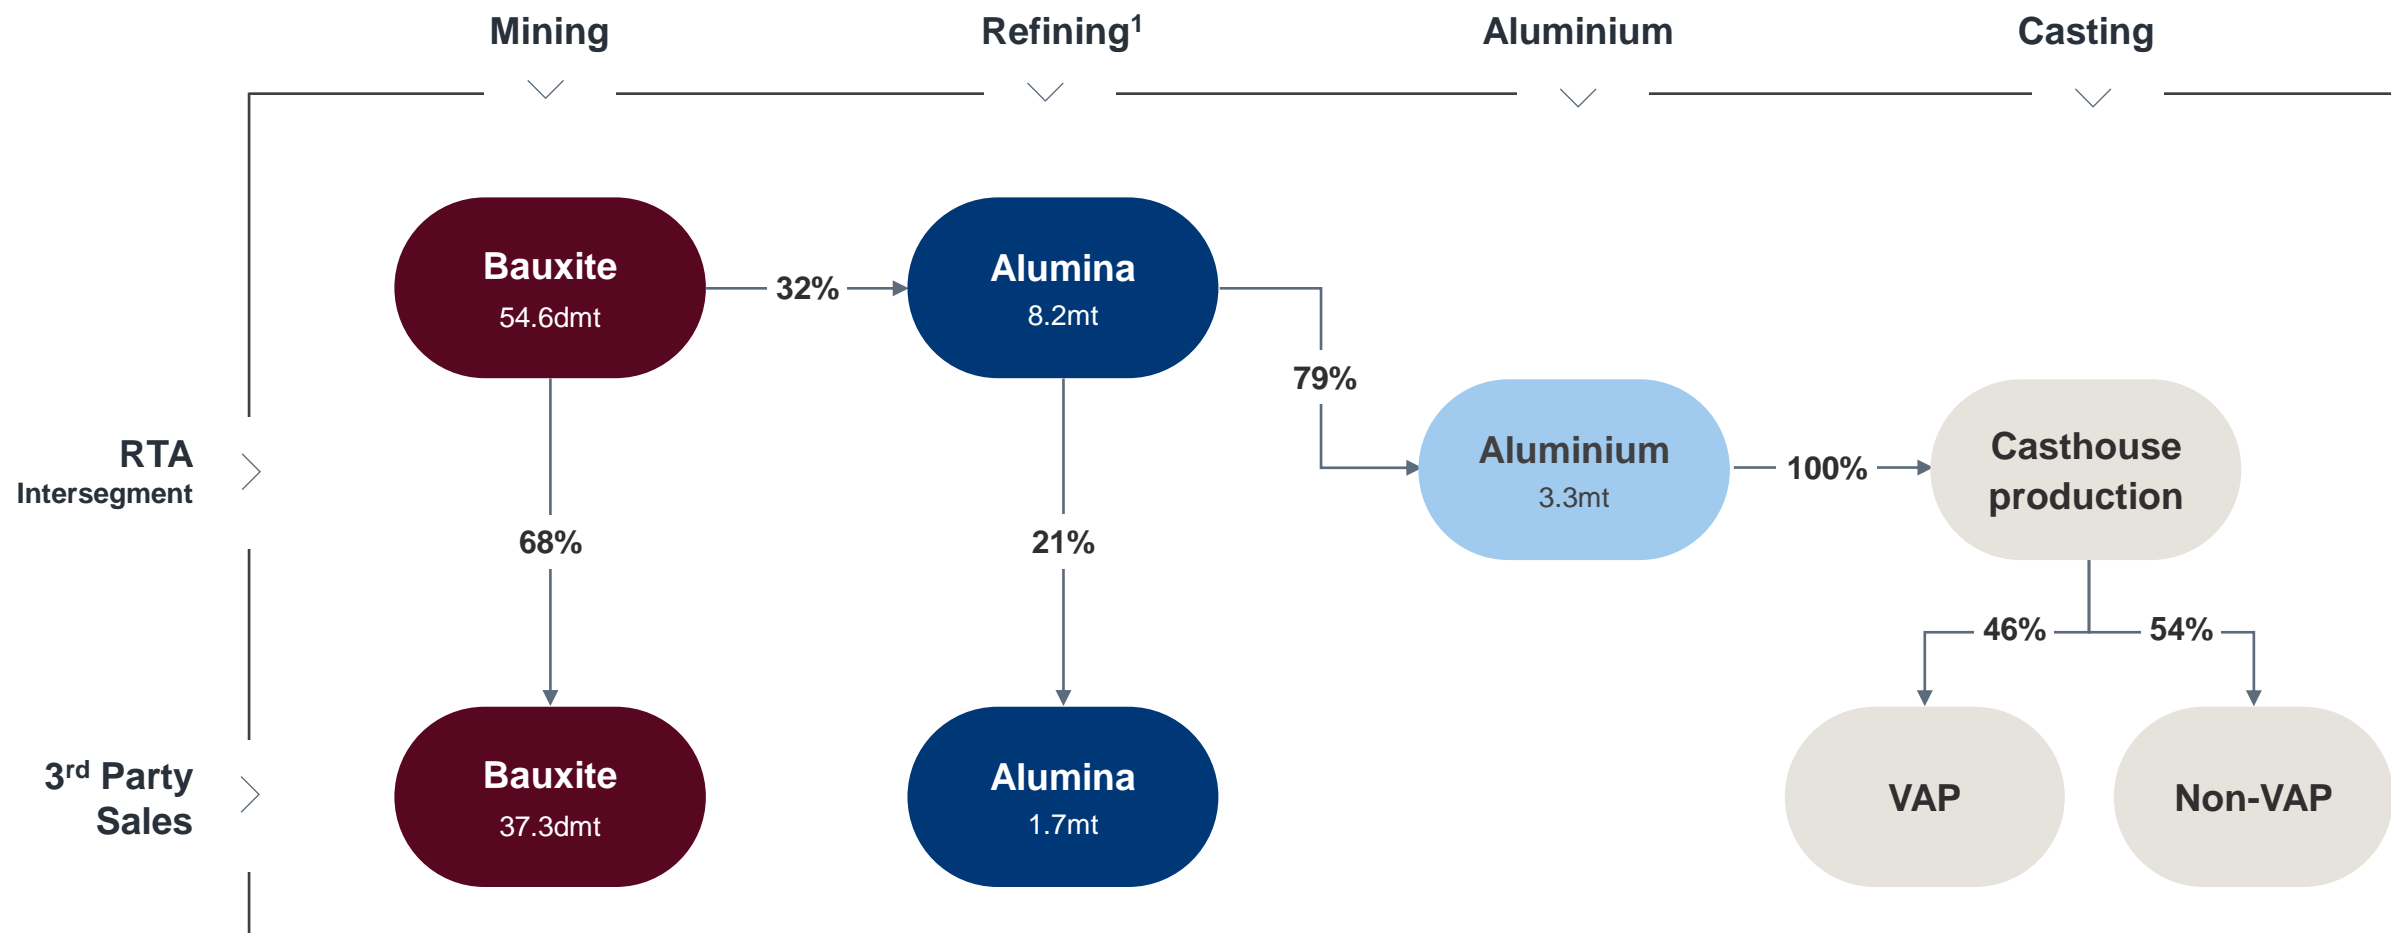 Mining
Refining1
Aluminium
Casting
Bauxite
54.6dmt
32%
Alumina
8.2mt
79%
RTA
Intersegment
Aluminium
3.3mt
100%
Casthouse
production
68%
21%
46%
54%
3rd Party
Sales
Bauxite
37.3dmt
Alumina
1.7mt
VAP
Non-VAP